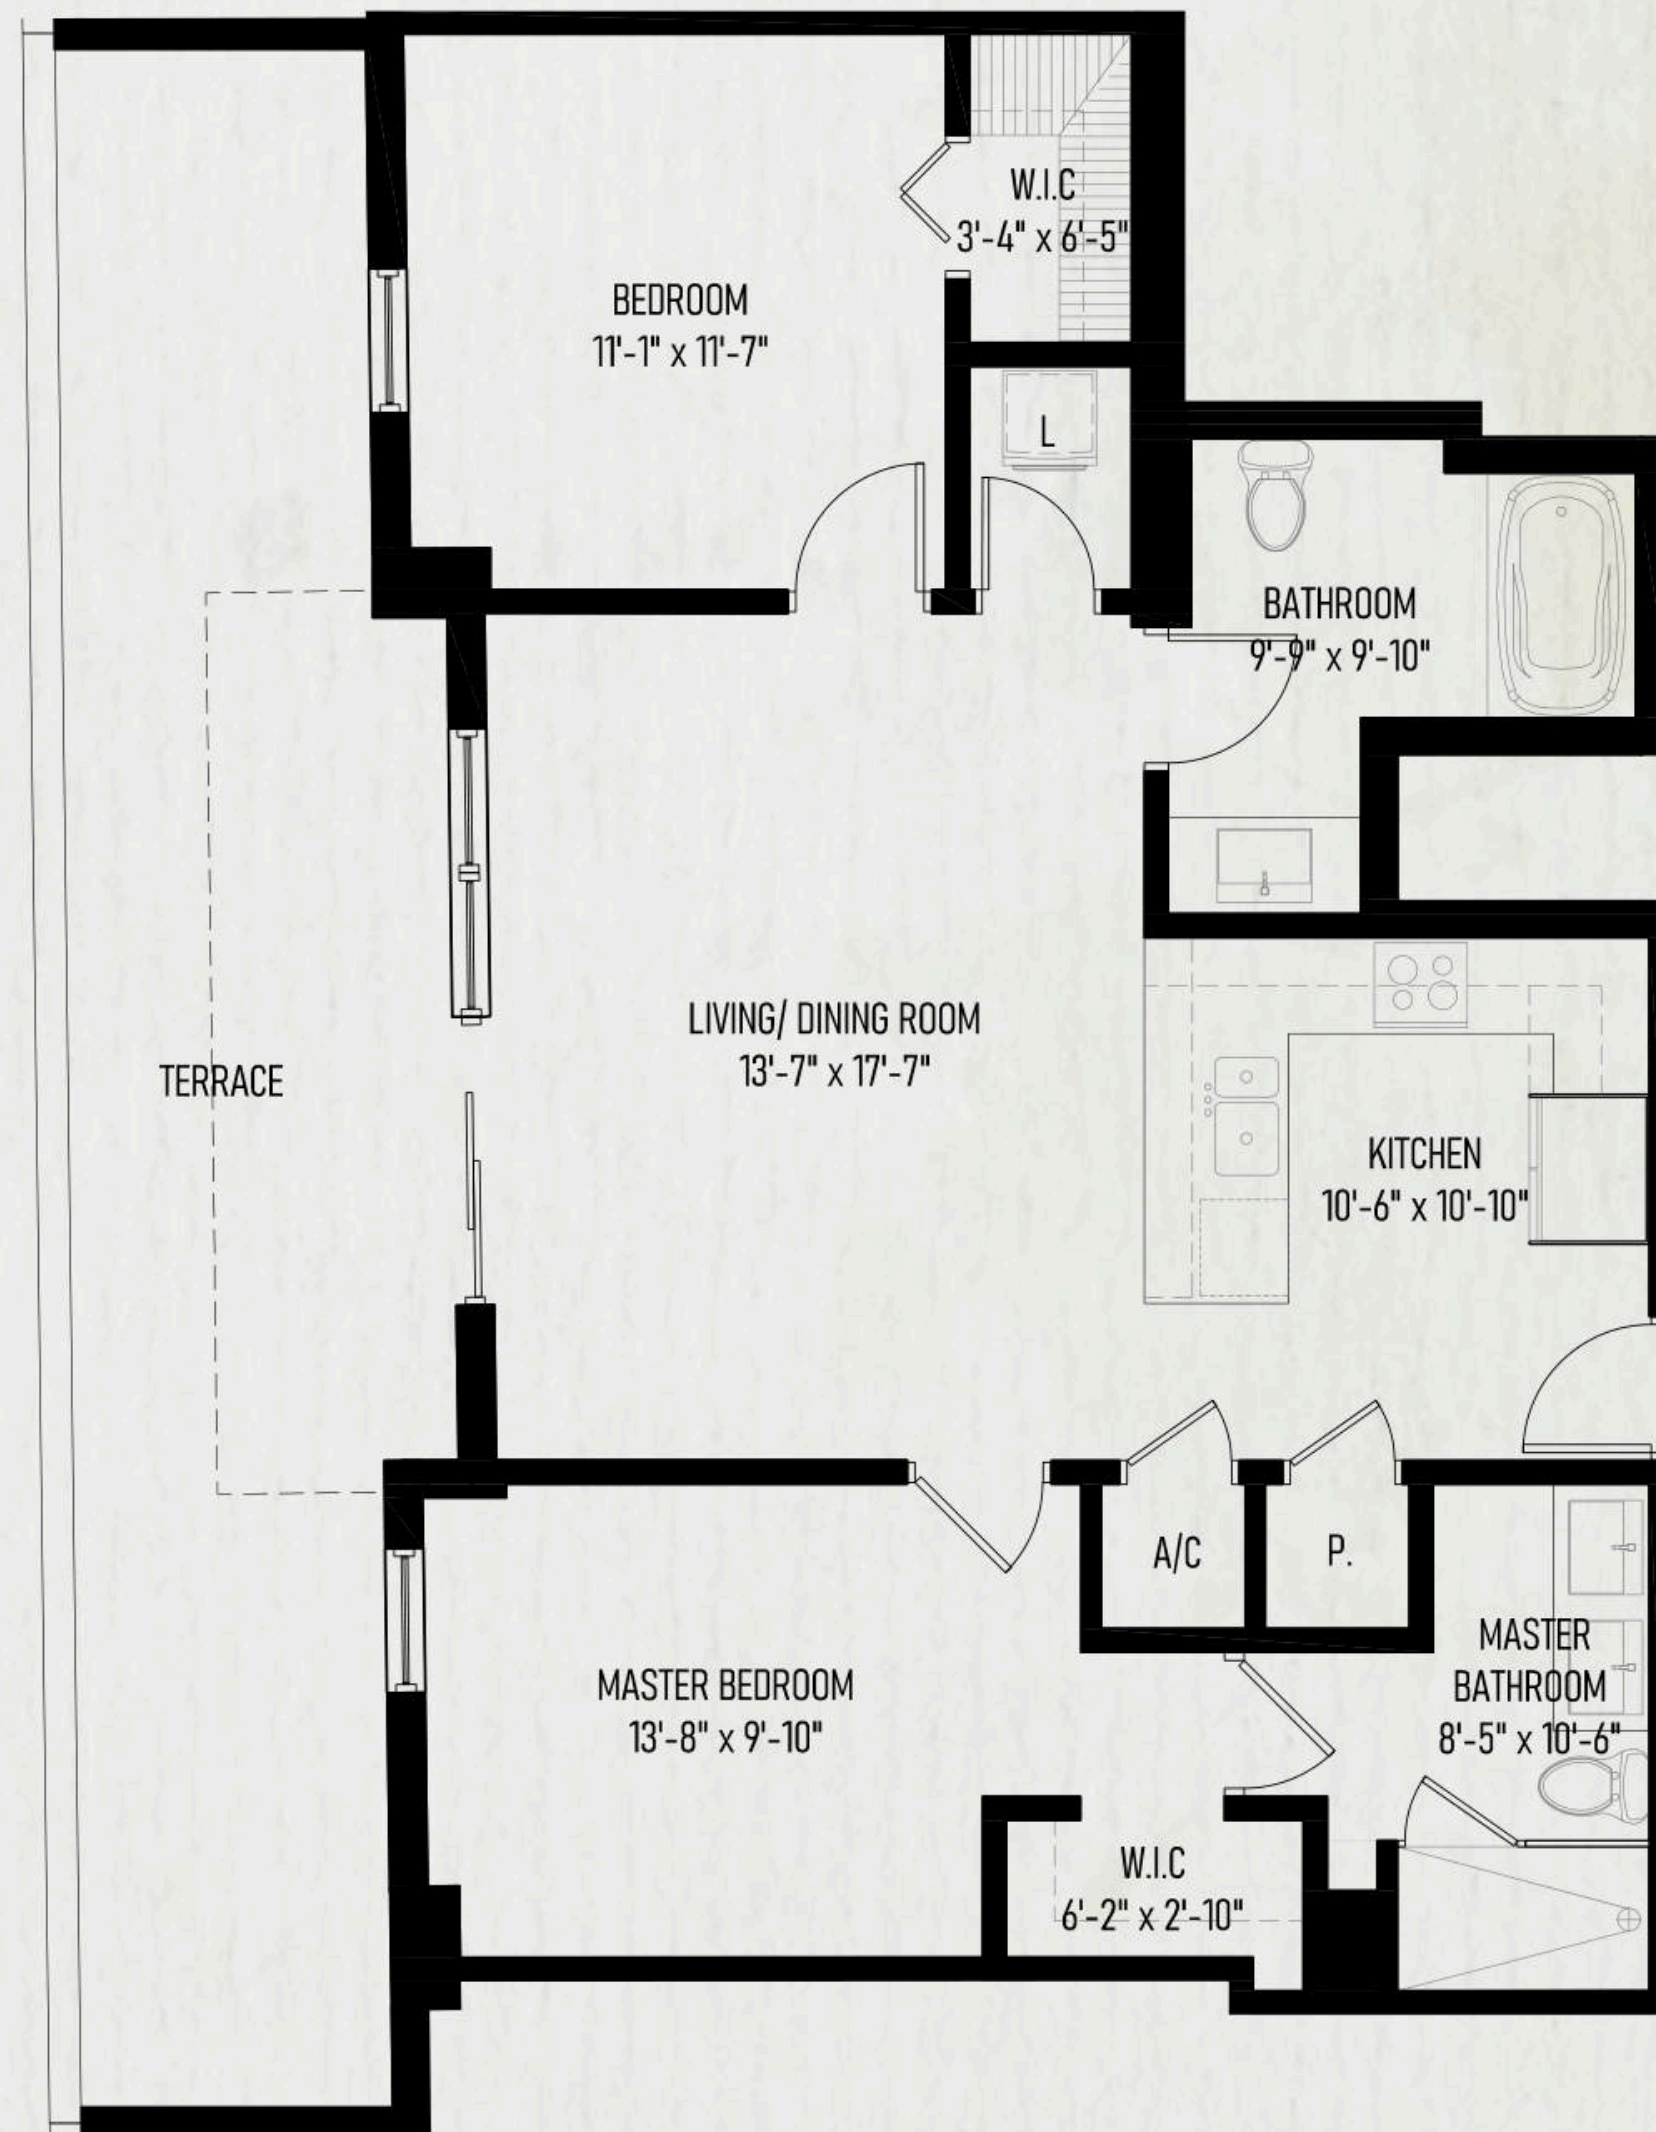 W.I.C
3'-4" x 6'-5"
BEDROOM
11'-1" x 11'-7"
L
BATHROOM
9'-9" x 9'-10"
LIVING/ DINING ROOM
13'-7" x 17'-7"
TERRACE
KITCHEN
10'-6" x 10'-10"
A/C
P.
MASTER
BATHROOM
8'-5" x 10'-6"
MASTER BEDROOM
13'-8" x 9'-10"
W.I.C
6'-2" x 2'-10"